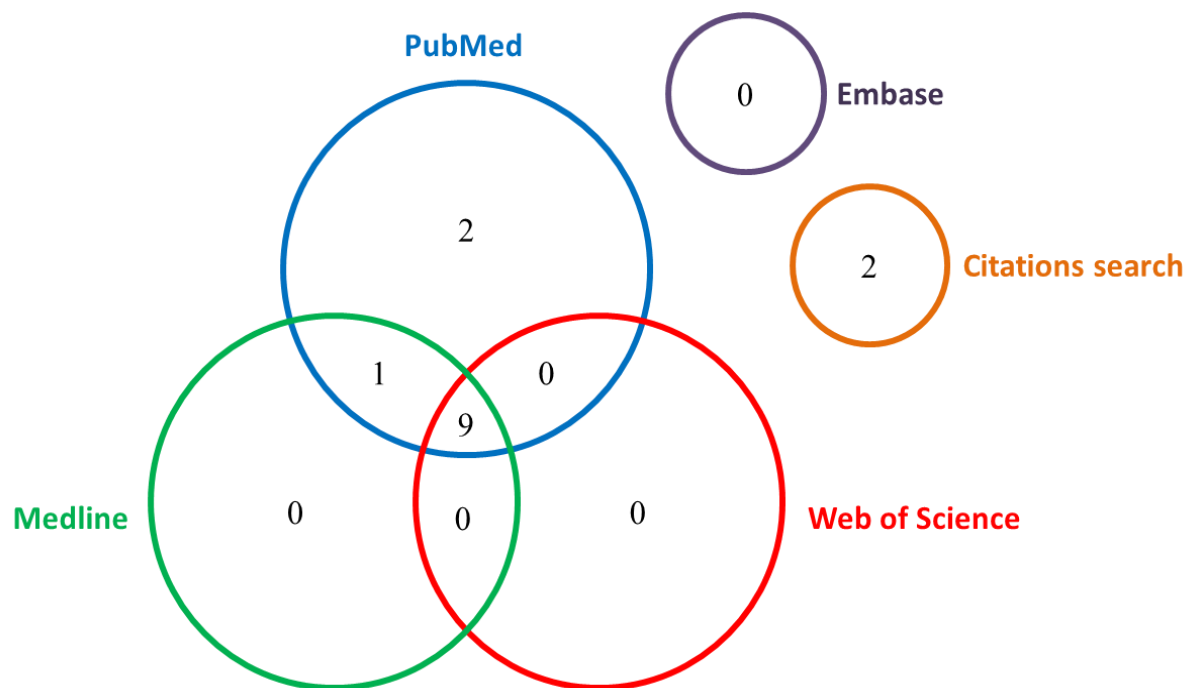 PubMed
0
Embase
2
2
Citations search
1
0
9
Medline
0
0
0
Web of Science